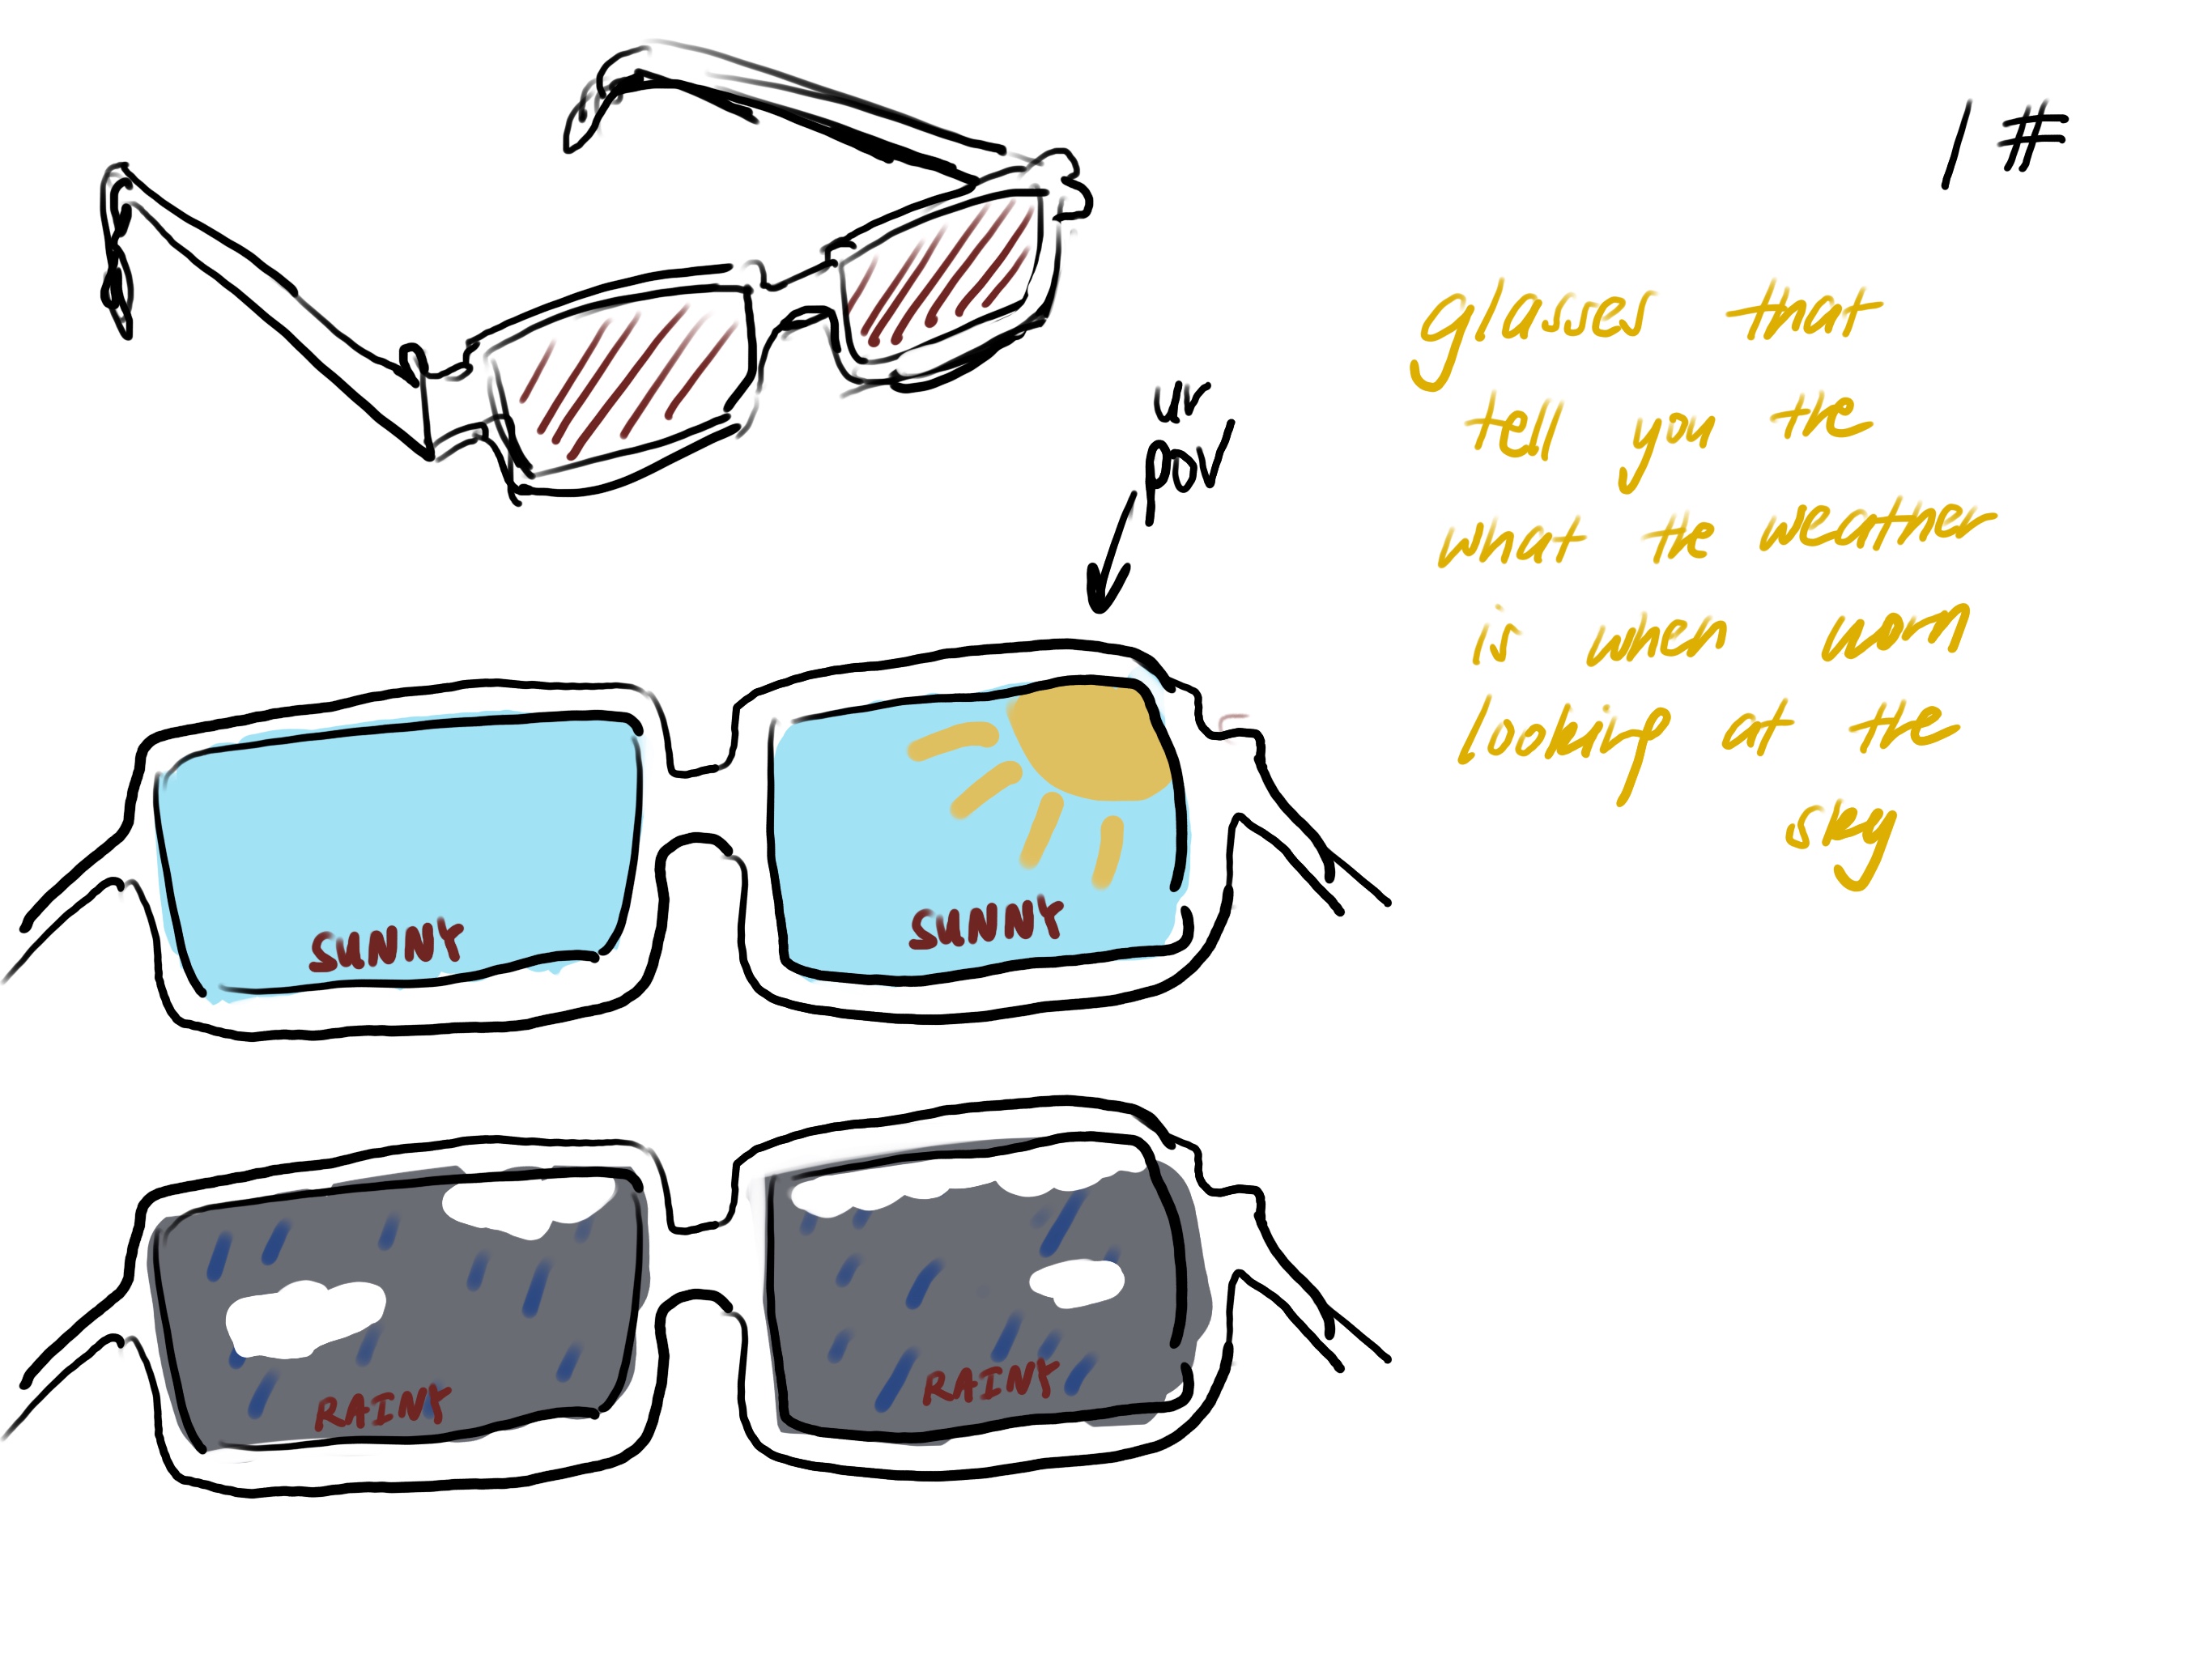 1 #
glasses that
tell you the
what the weather
is when worn
looking at the
sky
ur
pov
SUNNY SUNNY
RAINY RAINY